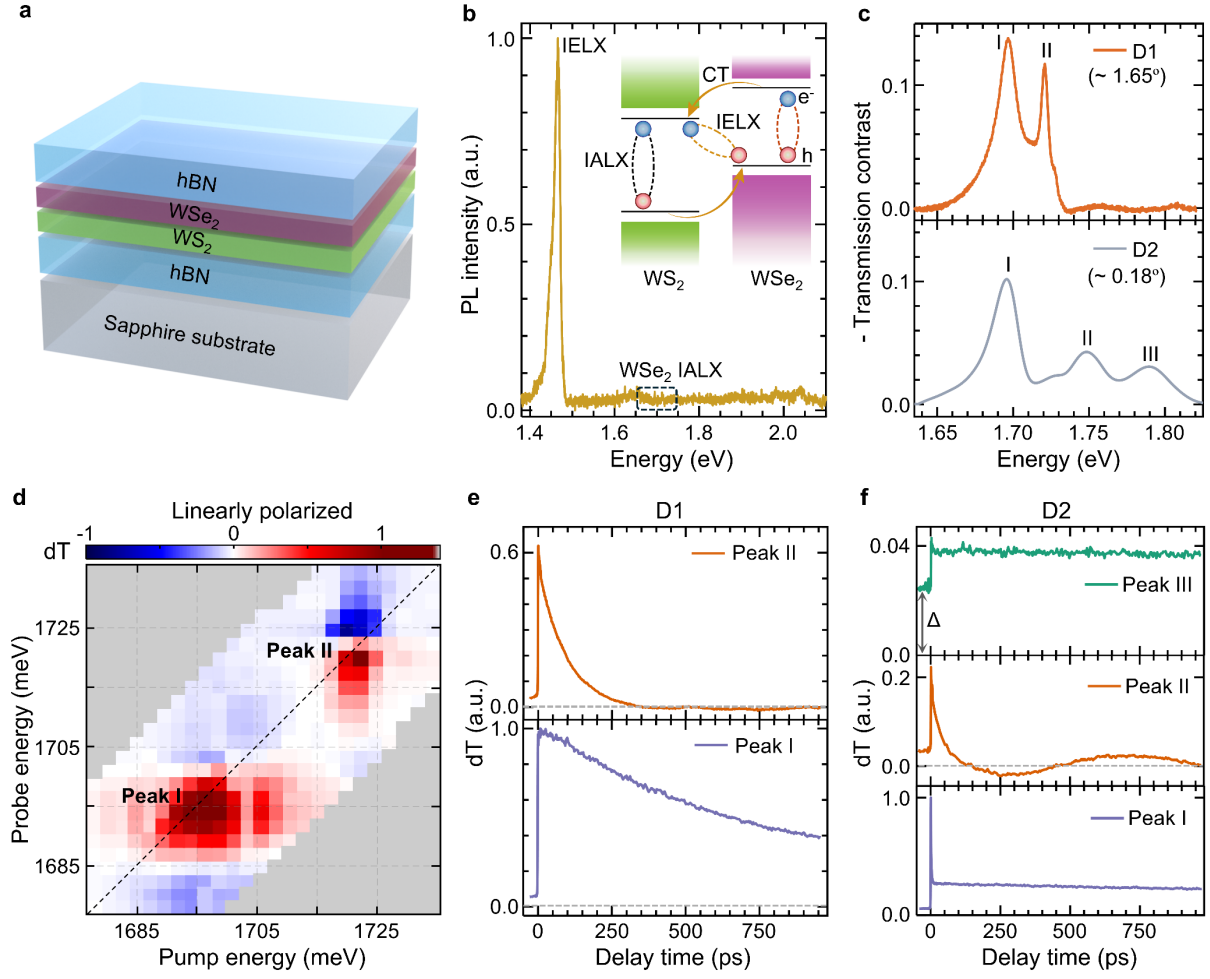 a
hBN
WSe2
WS2
hBN
Sapphire substrate
b
PL intensity (a.u.)
1.0
0.5
0.0
IELX
CT
e-
IELX
IALX
h
WS2
WSe2
WSe2 IALX
1.4
1.6
1.8
2.0
Energy (eV)
c
- Transmission contrast
I
II
D1
(~ 1.65°)
0.1
I
D2
(~ 0.18°)
II
III
0.1
0.0
1.65
1.70
1.75
1.80
Energy (eV)
d
Linearly polarized
dT
-1
0
1
Probe energy (meV)
1725
1705
1685
Peak II
Peak I
1685
1705
1725
Pump energy (meV)
e
D1
dT (a.u.)
0.6
Peak II
0.0
1.0
Peak I
0.0
0
250
500
750
Delay time (ps)
f
D2
dT (a.u.)
0.04
Peak III
Δ
0.0
0.2
Peak II
0.0
1.0
Peak I
0.0
0
250
500
750
Delay time (ps)